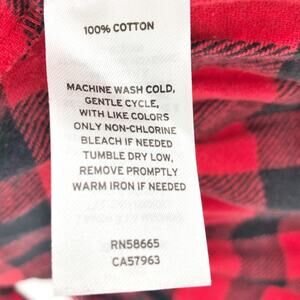 100% COTTON
MACHINE WASH COLD,
GENTLE CYCLE,
WITH LIKE COLORS
ONLY NON-CHLORINE
BLEACH IF NEEDED
TUMBLE DRY LOW,
REMOVE PROMPTLY
WARM IRON IF NEEDED
RN58665
CA57963